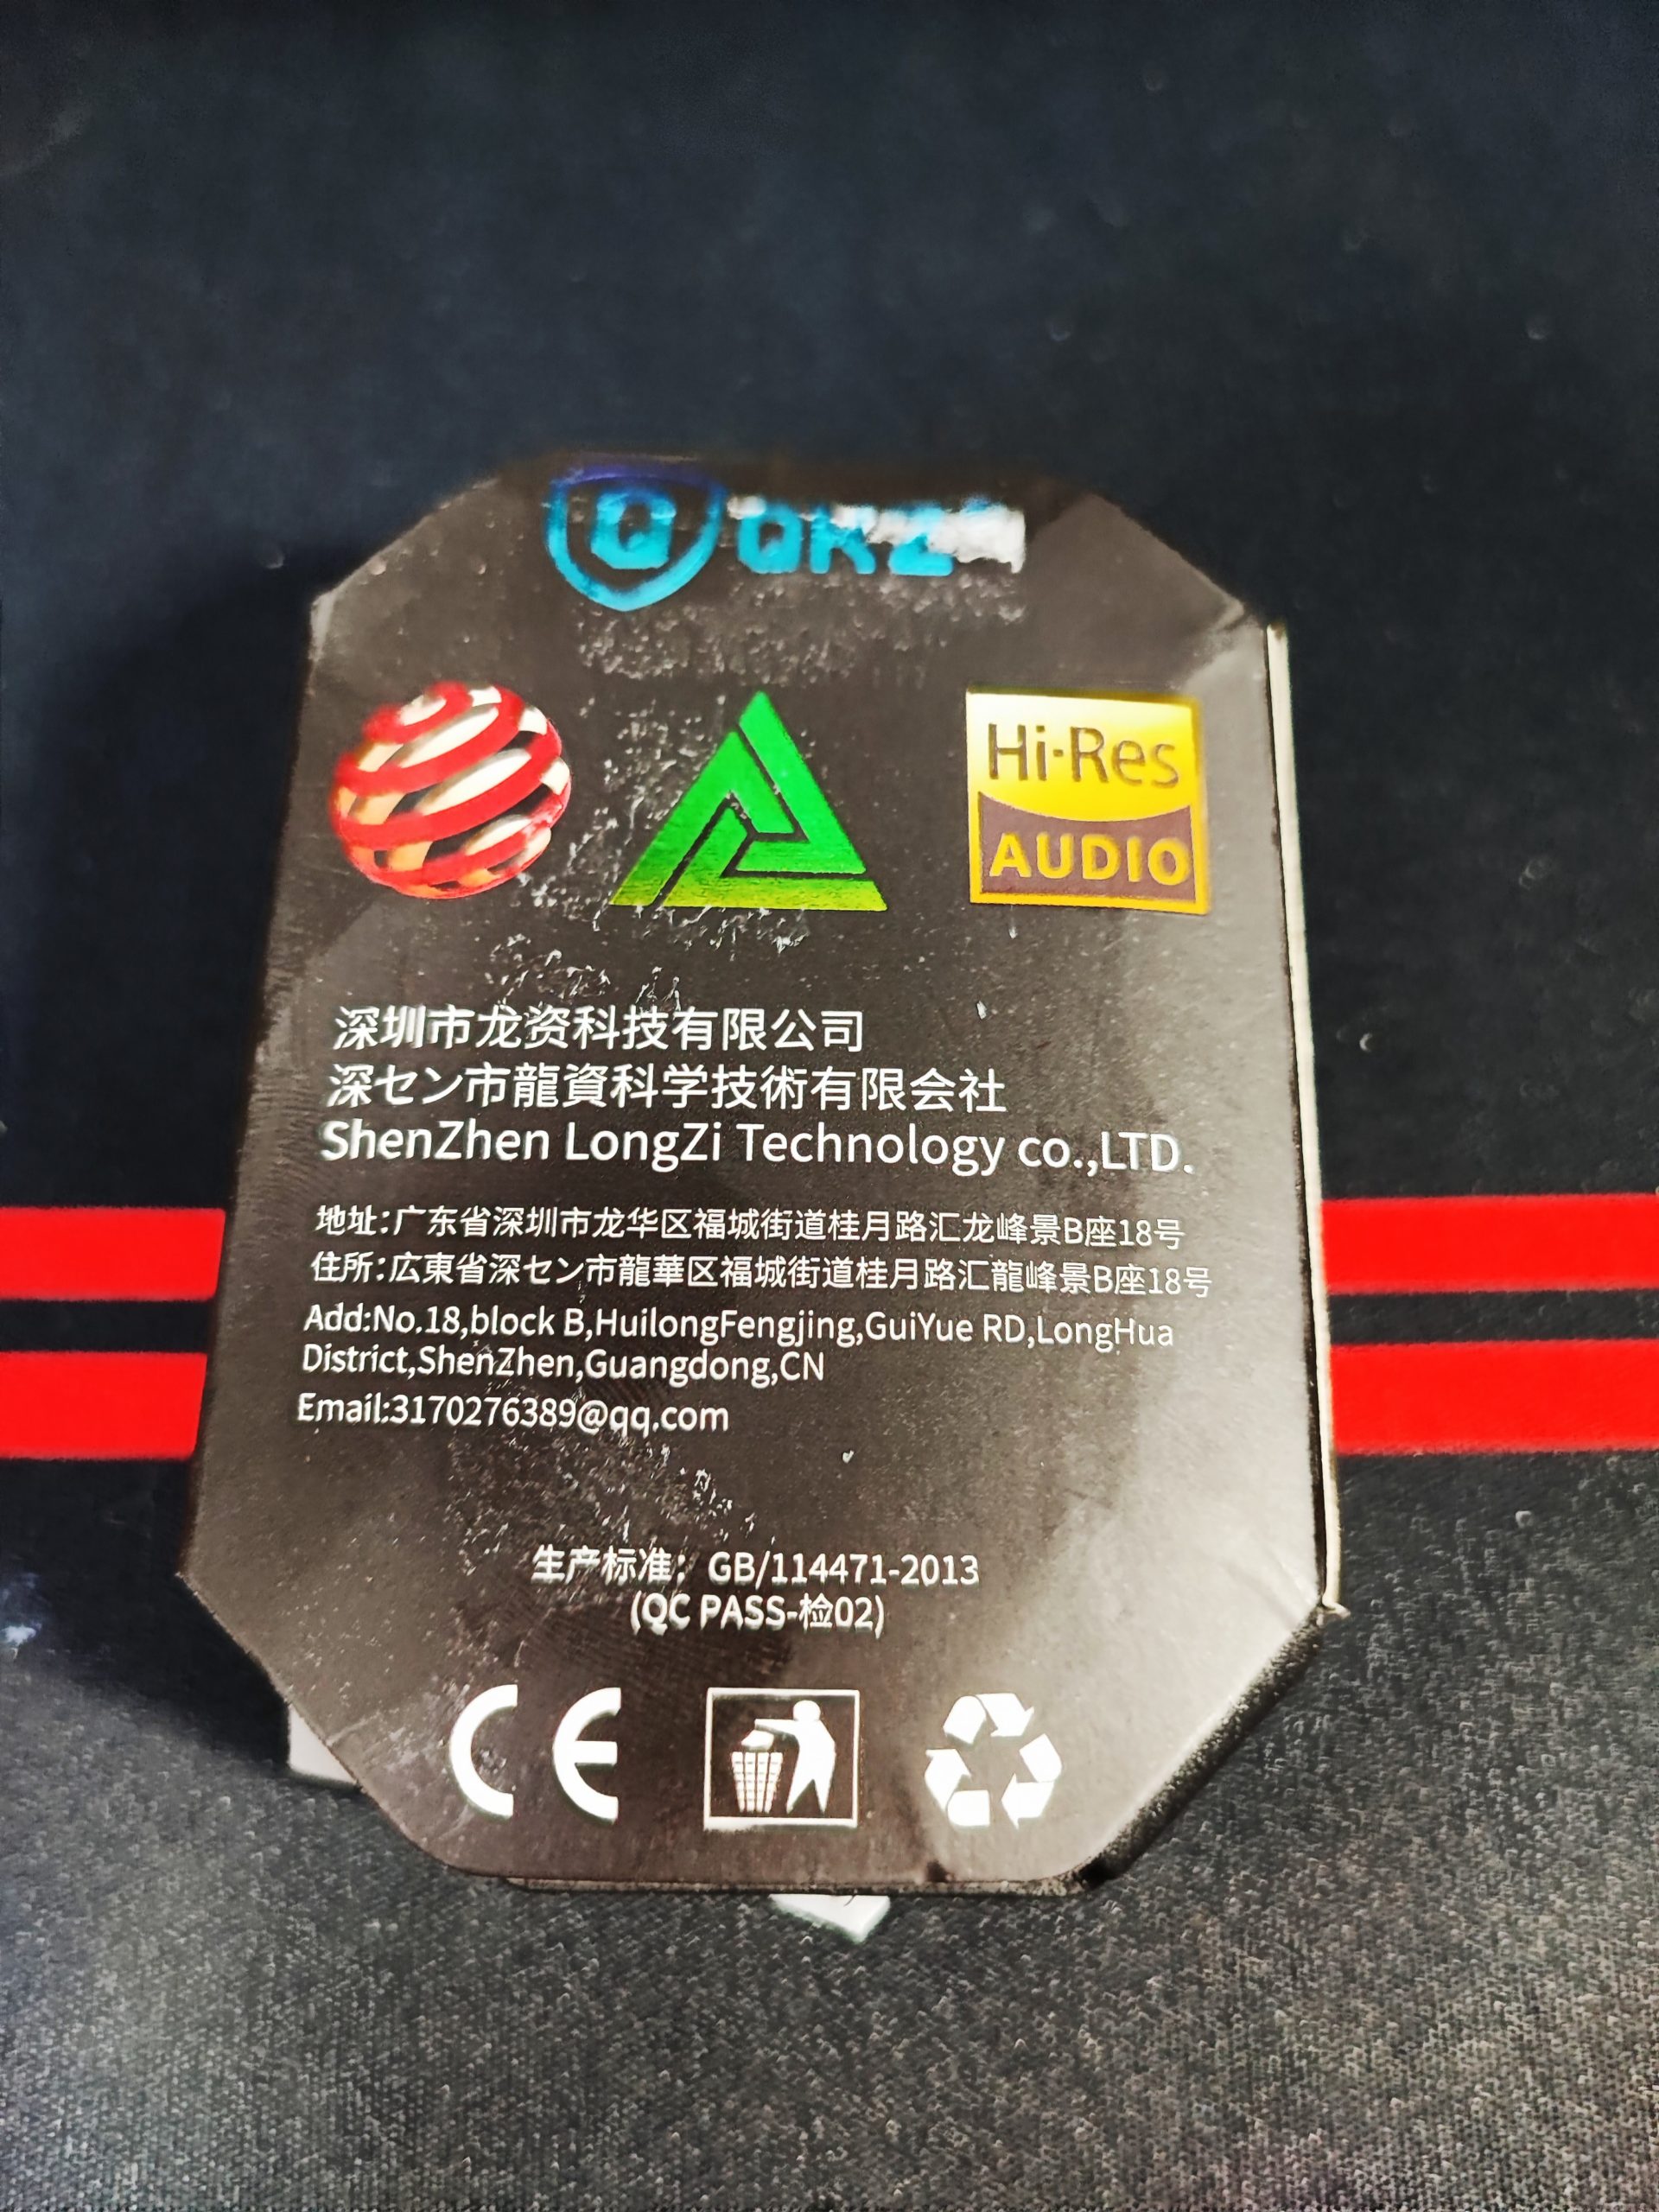 Q QKZ
Hi-Res
AUDIO
深圳市龙资科技有限公司
深セン市龍資科学技術有限会社
ShenZhen LongZi Technology co.,LTD.
地址:广东省深圳市龙华区福城街道桂月路汇龙峰景B座18号
住所:広東省深セン市龍華区福城街道桂月路汇龍峰景B座18号
Add:No.18,block B,HuilongFengjing,GuiYue RD,LongHua
District,ShenZhen,Guangdong,CN
Email:3170276389@qq.com
生产标准：GB/114471-2013
(QC PASS-检02)
CE